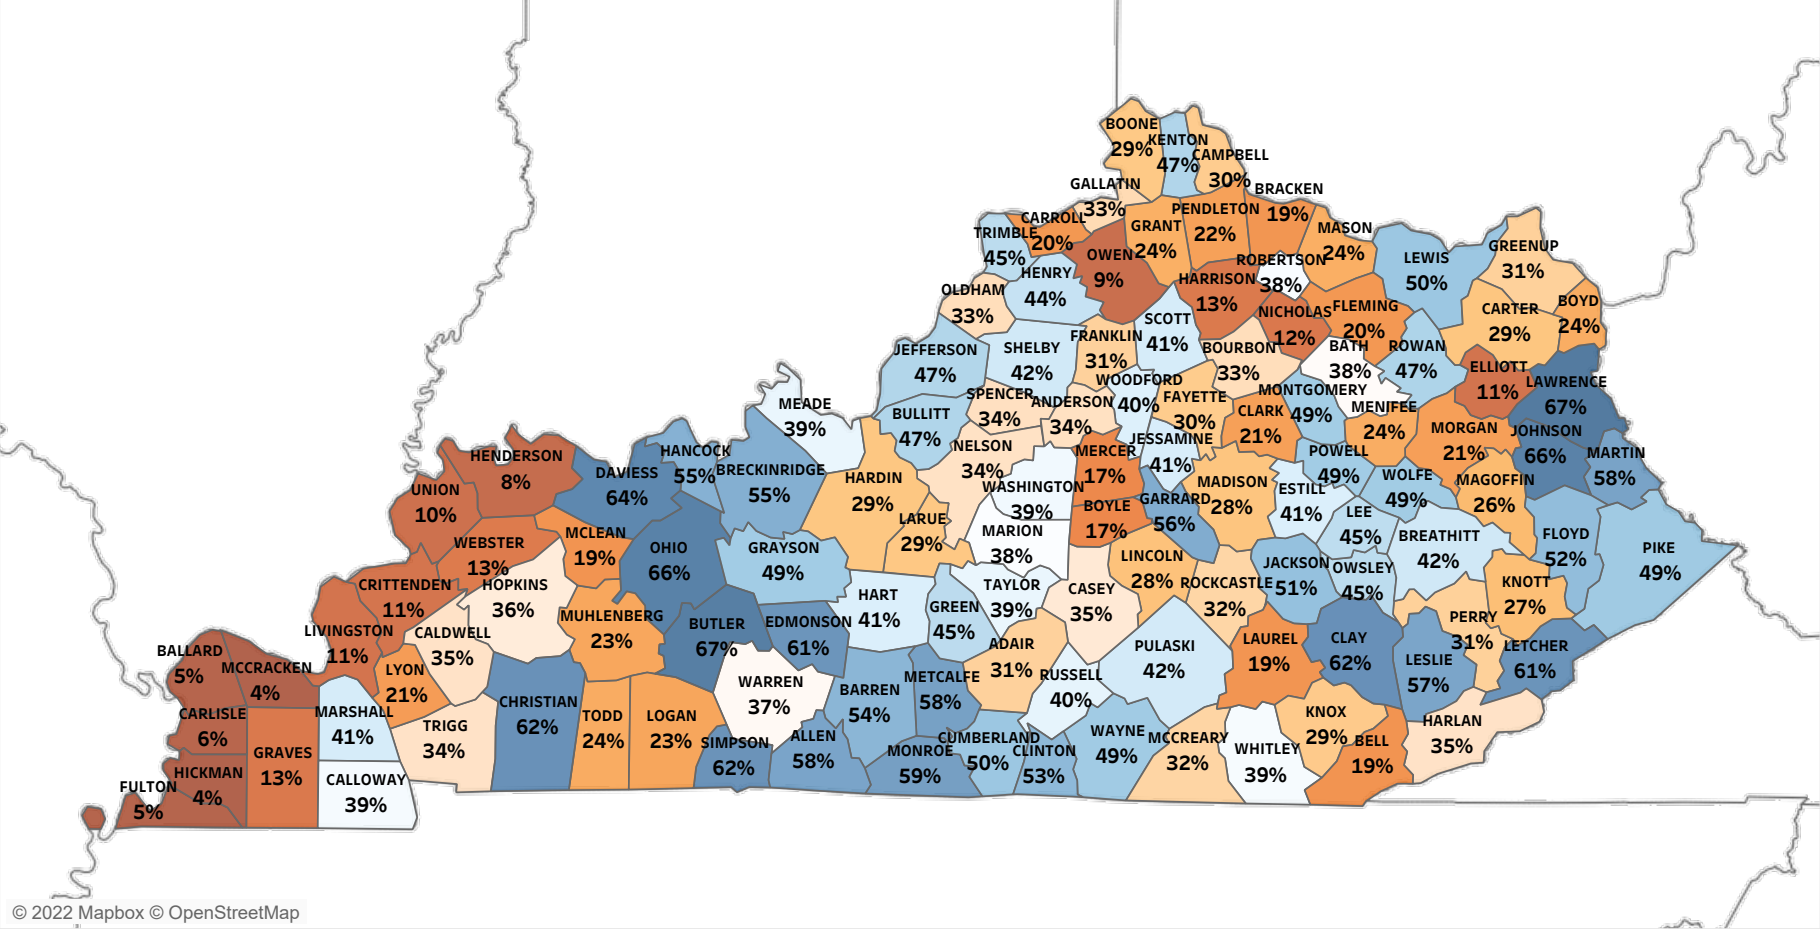 BOONE
29%
KENTON
47%
CAMPBELL
30%
GALLATIN
33%
BRACKEN
19%
CARROLL
20%
PENDLETON
22%
GRANT
24%
MASON
24%
TRIMBLE
45%
OWEN
9%
ROBERTSON
38%
LEWIS
50%
GREENUP
31%
HENRY
44%
HARRISON
13%
OLDHAM
33%
NICHOLAS
12%
FLEMING
20%
CARTER
29%
BOYD
24%
SCOTT
41%
FRANKLIN
31%
JEFFERSON
47%
SHELBY
42%
BOURBON
33%
BATH
38%
ROWAN
47%
ELLIOTT
11%
LAWRENCE
67%
WOODFORD
40%
FAYETTE
30%
MONTGOMERY
49%
SPENCER
34%
ANDERSON
34%
MEADE
39%
BULLITT
47%
CLARK
21%
MENIFEE
24%
MORGAN
21%
JOHNSON
66%
MARTIN
58%
JESSAMINE
41%
NELSON
34%
MERCER
17%
POWELL
49%
HENDERSON
8%
HANCOCK
55%
DAVIESS
64%
BRECKINRIDGE
55%
HARDIN
29%
WASHINGTON
39%
GARRARD
56%
MADISON
28%
ESTILL
41%
WOLFE
49%
MAGOFFIN
26%
UNION
10%
LARUE
29%
BOYLE
17%
LEE
45%
MARION
38%
BREATHITT
42%
FLOYD
52%
PIKE
49%
WEBSTER
13%
MCLEAN
19%
OHIO
66%
GRAYSON
49%
LINCOLN
28%
CRITTENDEN
11%
HOPKINS
36%
TAYLOR
39%
CASEY
35%
ROCKCASTLE
32%
JACKSON
51%
OWSLEY
45%
KNOTT
27%
HART
41%
GREEN
45%
MUHLENBERG
23%
BUTLER
67%
EDMONSON
61%
PERRY
31%
LIVINGSTON
11%
CALDWELL
35%
ADAIR
31%
PULASKI
42%
LAUREL
19%
CLAY
62%
LETCHER
61%
BALLARD
5%
MCCRACKEN
4%
LYON
21%
LESLIE
57%
WARREN
37%
BARREN
54%
METCALFE
58%
RUSSELL
40%
CHRISTIAN
62%
CARLISLE
6%
MARSHALL
41%
TRIGG
34%
TODD
24%
LOGAN
23%
KNOX
29%
HARLAN
35%
SIMPSON
62%
ALLEN
58%
MONROE
59%
CUMBERLAND
50%
CLINTON
53%
WAYNE
49%
MCCREARY
32%
WHITLEY
39%
BELL
19%
GRAVES
13%
HICKMAN
4%
CALLOWAY
39%
FULTON
5%
© 2022 Mapbox © OpenStreetMap